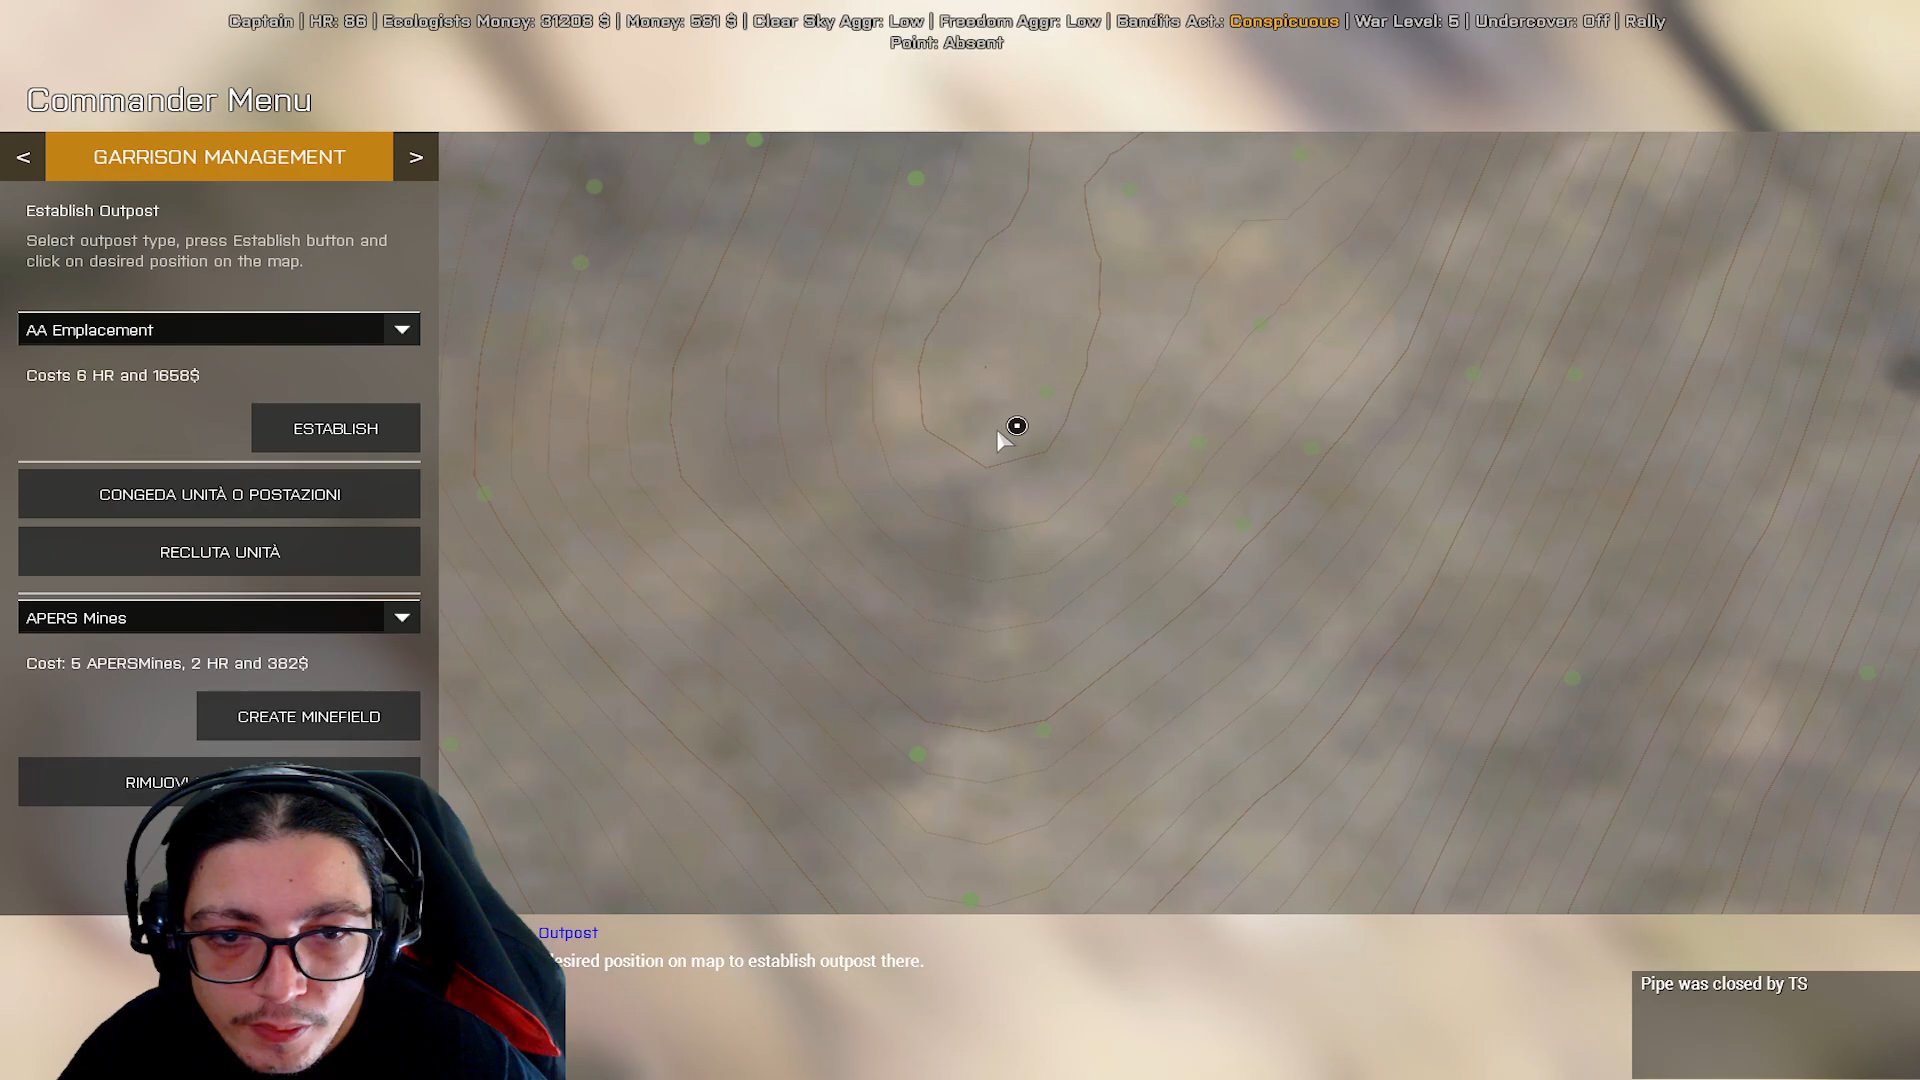 Captain | HR: 86 | Ecologists Money: 31208 $ | Money: 581 $ | Clear Sky Aggr: Low | Freedom Aggr: Low | Bandits Act.: Conspicuous | War Level: 5 | Undercover: Off | Rally
Point: Absent
Commander Menu
< GARRISON MANAGEMENT >
Establish Outpost
Select outpost type, press Establish button and
click on desired position on the map.
AA Emplacement
Costs 6 HR and 1658$
ESTABLISH
CONGEDA UNITÀ O POSTAZIONI
RECLUTA UNITÀ
APERS Mines
Cost: 5 APERSMines, 2 HR and 382$
CREATE MINEFIELD
Outpost
desired position on map to establish outpost there.
Pipe was closed by TS